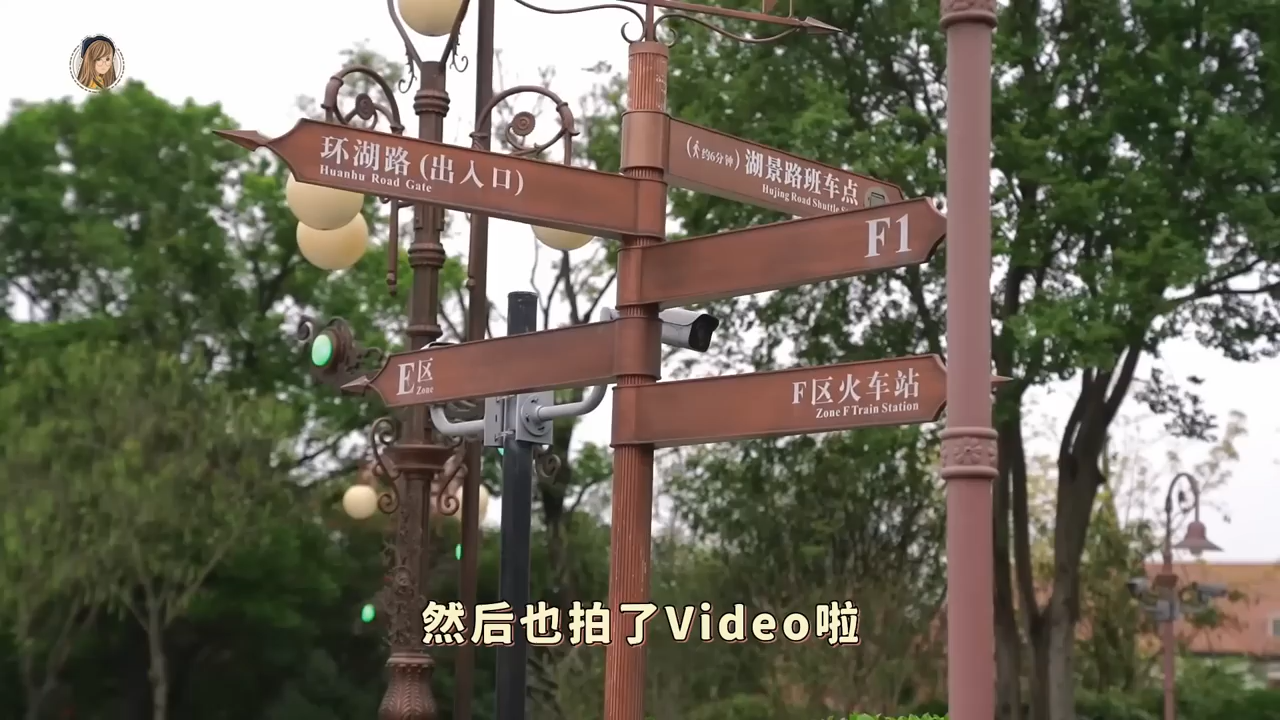 环湖路(出入口)
Huanhu Road Gate
(约6分钟)湖景路班车点
Hujing Road Shuttle
F1
E区
Zone
F区火车站
Zone F Train Station
然后也拍了Video啦